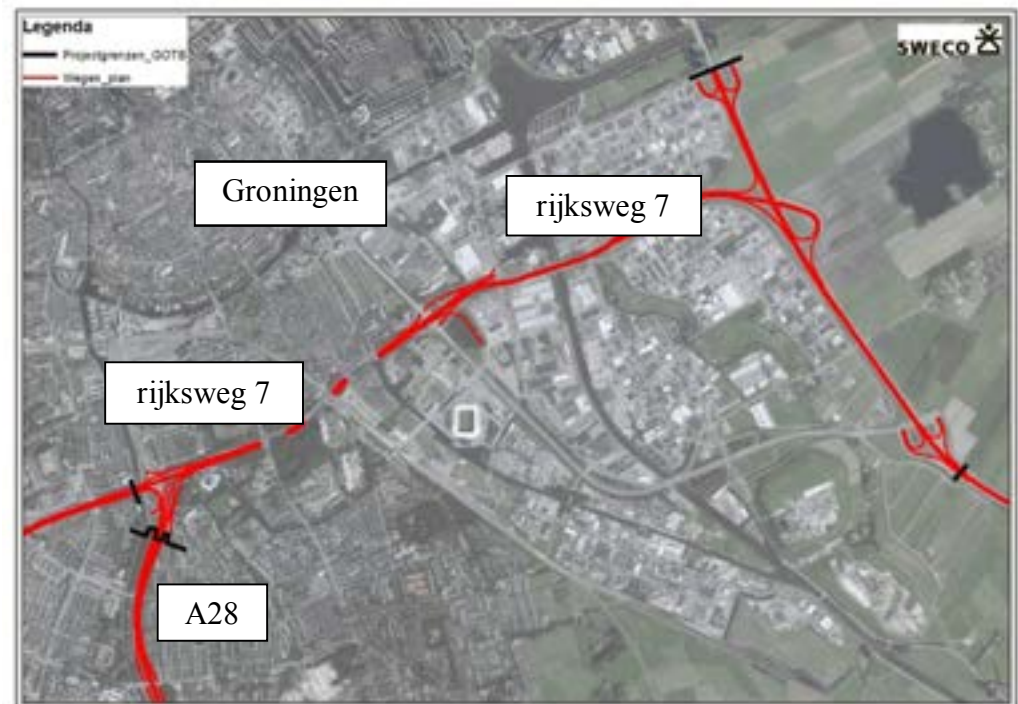 Legenda
Projectgrenzen_GOTB
Wegen_plan
SWECO
Groningen
rijksweg 7
rijksweg 7
A28